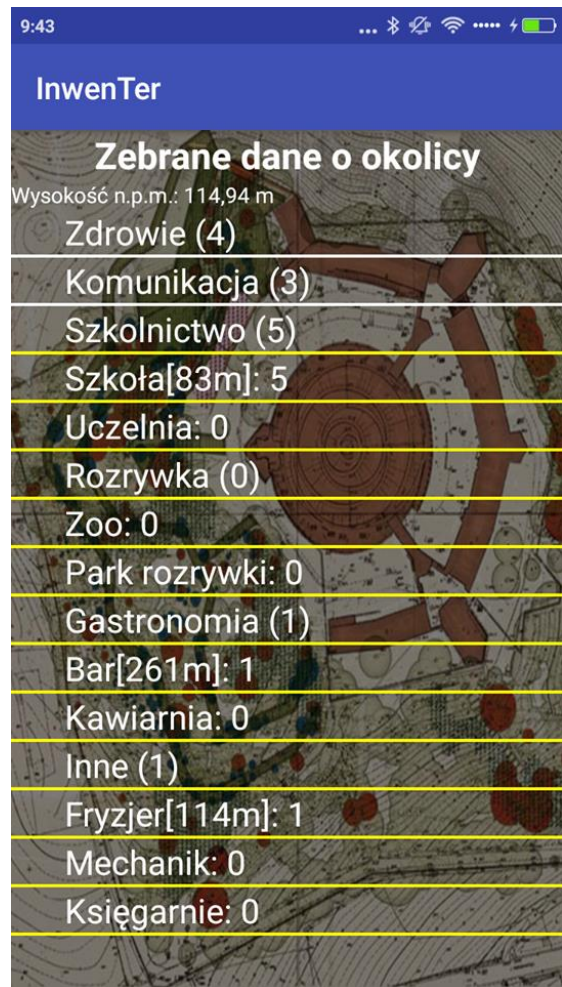 9:43
InwenTer
Zebrane dane o okolicy
Wysokość n.p.m.: 114,94 m
Zdrowie (4)
Komunikacja (3)
Szkolnictwo (5)
Szkoła[83m]: 5
Uczelnia: 0
Rozrywka (0)
Zoo: 0
Park rozrywki: 0
Gastronomia (1)
Bar[261m]: 1
Kawiarnia: 0
Inne (1)
Fryzjer[114m]: 1
Mechanik: 0
Księgarnie: 0